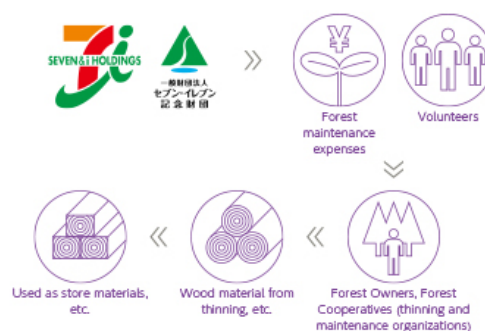 SEVEN&i HOLDINGS
一般財団法人
セブン-イレブン
記念財団
¥
Forest
maintenance
expenses
Volunteers
Used as store materials,
etc.
Wood material from
thinning, etc.
Forest Owners, Forest
Cooperatives (thinning and
maintenance organizations)